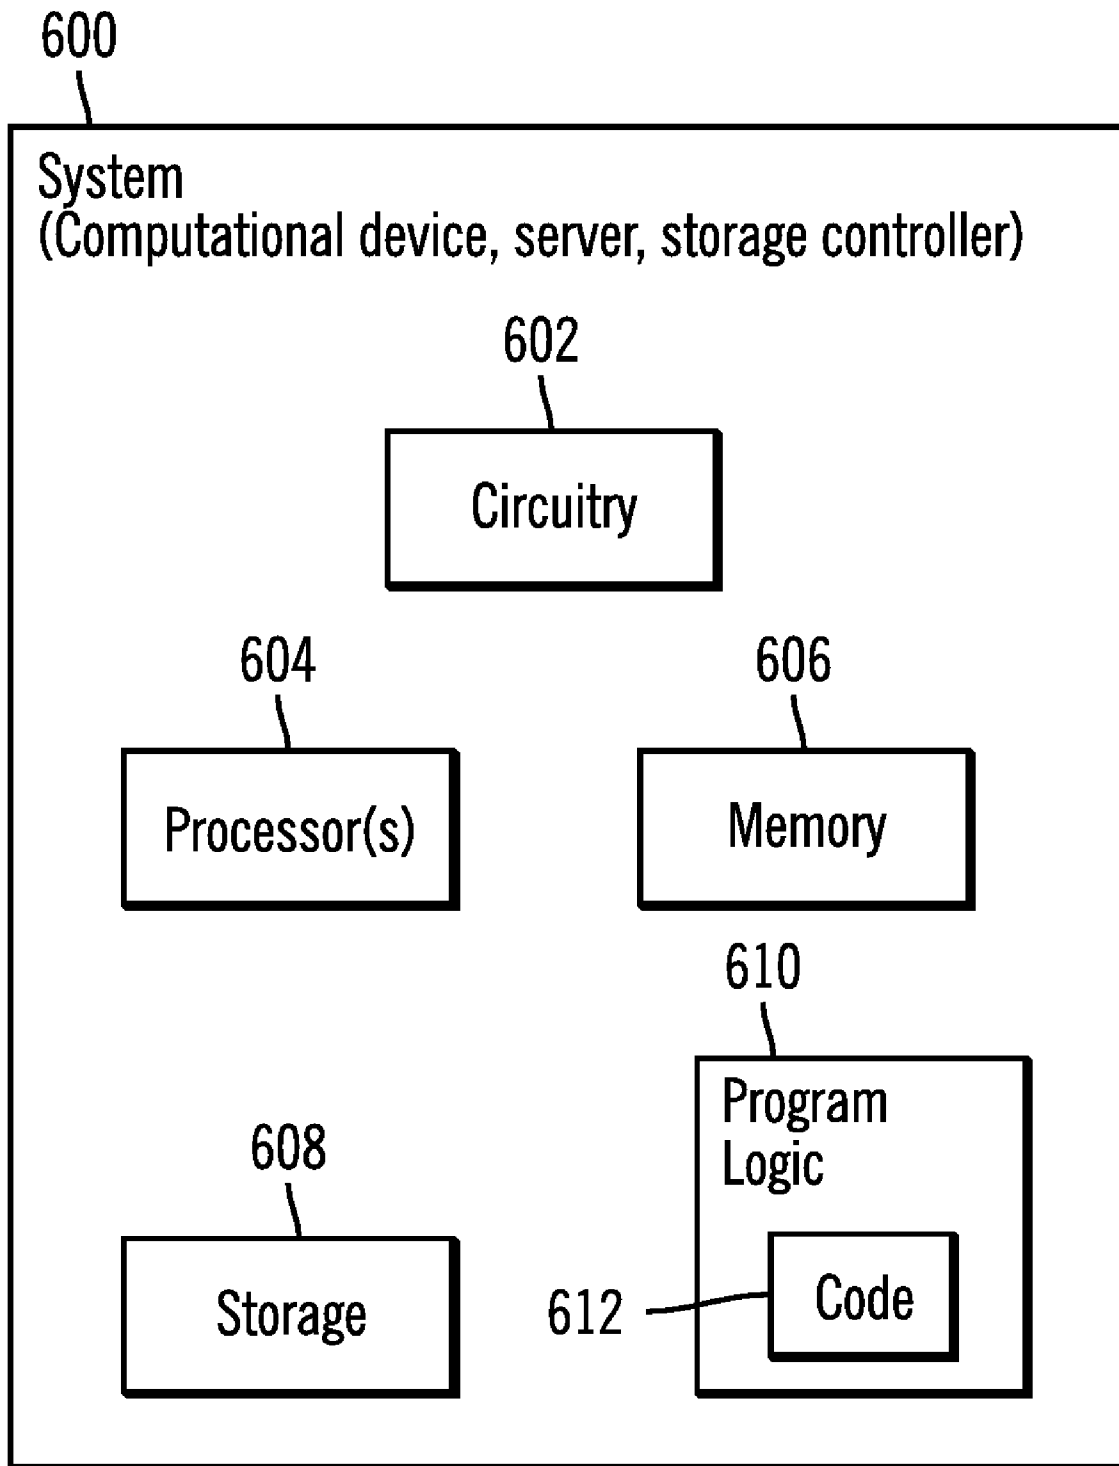 600
System
(Computational device, server, storage controller)
602
Circuitry
604
606
Processor(s)
Memory
610
Program
Logic
608
612
Code
Storage